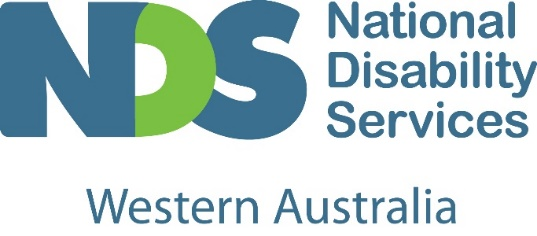 NDS
National
Disability
Services
Western Australia